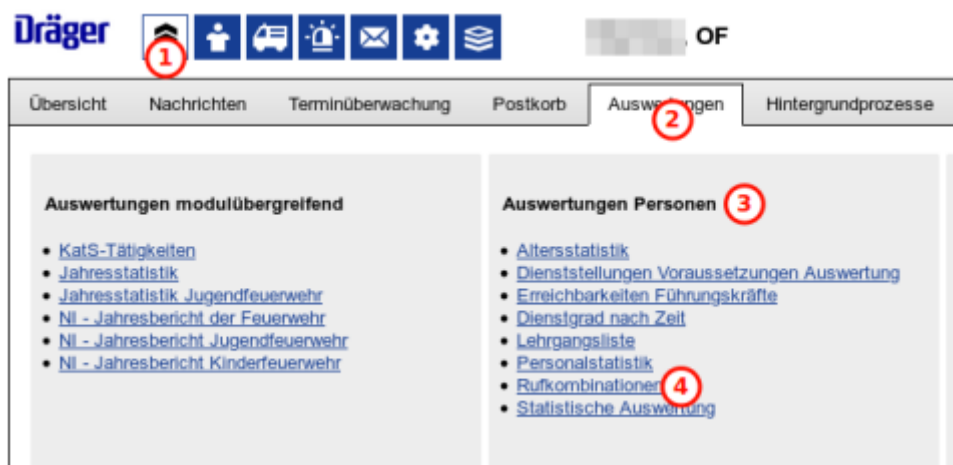 Dräger
1
OF
Übersicht Nachrichten Terminüberwachung Postkorb Auswertungen Hintergrundprozesse
2
Auswertungen modulübergreifend
KatS-Tätigkeiten
Jahresstatistik
Jahresstatistik Jugendfeuerwehr
NI - Jahresbericht der Feuerwehr
NI - Jahresbericht Jugendfeuerwehr
NI - Jahresbericht Kinderfeuerwehr
Auswertungen Personen 3
Altersstatistik
Dienststellungen Voraussetzungen Auswertung
Erreichbarkeiten Führungskräfte
Dienstgrad nach Zeit
Lehrgangsliste
Personalstatistik
Rufkombinationen 4
Statistische Auswertung